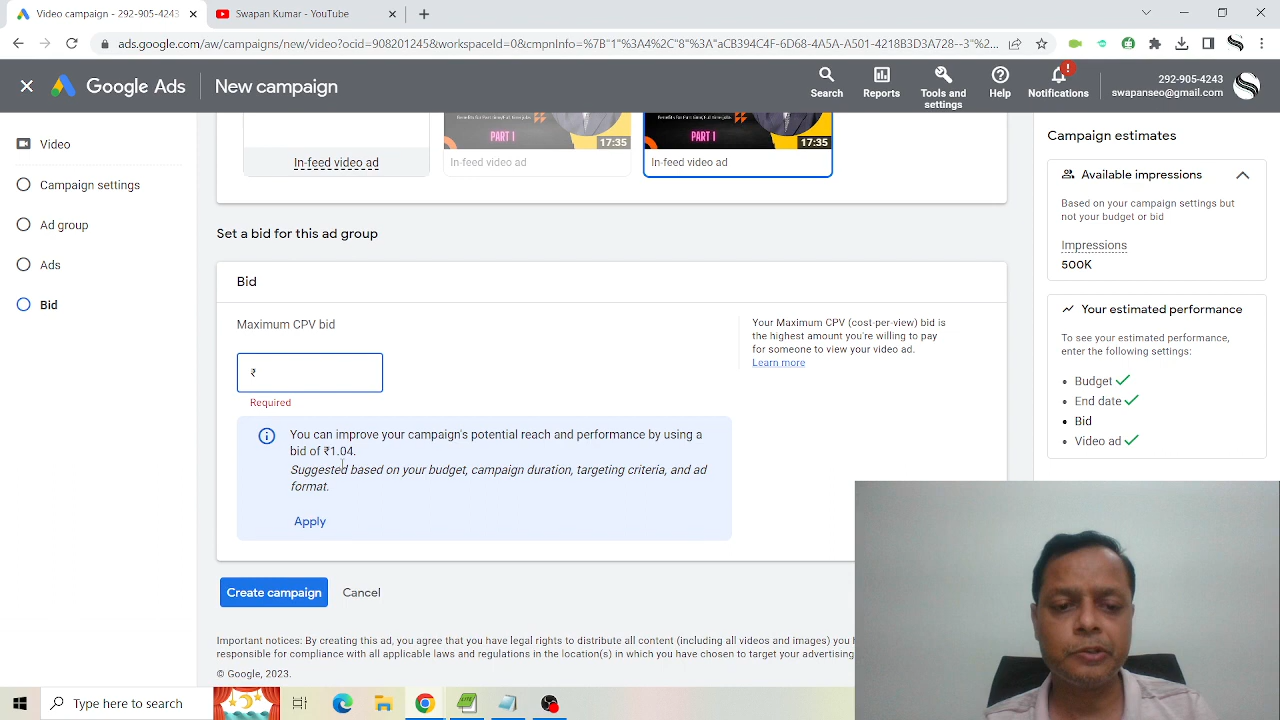 Video campaign - 292-905-4243
Swapan Kumar - YouTube
ads.google.com/aw/campaigns/new/video?ocid=008201245&workspaceId=0&cmpnInfo=%7B"1"%3A4%2C"8"%3A"aCB394C4F-6D68-4A5A-A501-4218B3D3A728--3"%2...
Google Ads
New campaign
Search
Reports
Tools and
settings
Help
!
Notifications
292-905-4243
swapanseo@gmail.com
Video
Campaign settings
Ad group
Ads
Bid
In-feed video ad
PART I
17:35
In-feed video ad
PART I
17:35
In-feed video ad
Set a bid for this ad group
Bid
Maximum CPV bid
₹
Required
Your Maximum CPV (cost-per-view) bid is
the highest amount you're willing to pay
for someone to view your video ad.
Learn more
You can improve your campaign's potential reach and performance by using a
bid of ₹1.04.
Suggested based on your budget, campaign duration, targeting criteria, and ad
format.
Apply
Create campaign
Cancel
Important notices: By creating this ad, you agree that you have legal rights to distribute all content (including all videos and images) you
responsible for compliance with all applicable laws and regulations in the location(s) in which you have chosen to target your advertising
© Google, 2023.
Campaign estimates
Available impressions
Based on your campaign settings but
not your budget or bid
Impressions
500K
Your estimated performance
To see your estimated performance,
enter the following settings:
Budget
End date
Bid
Video ad
Type here to search